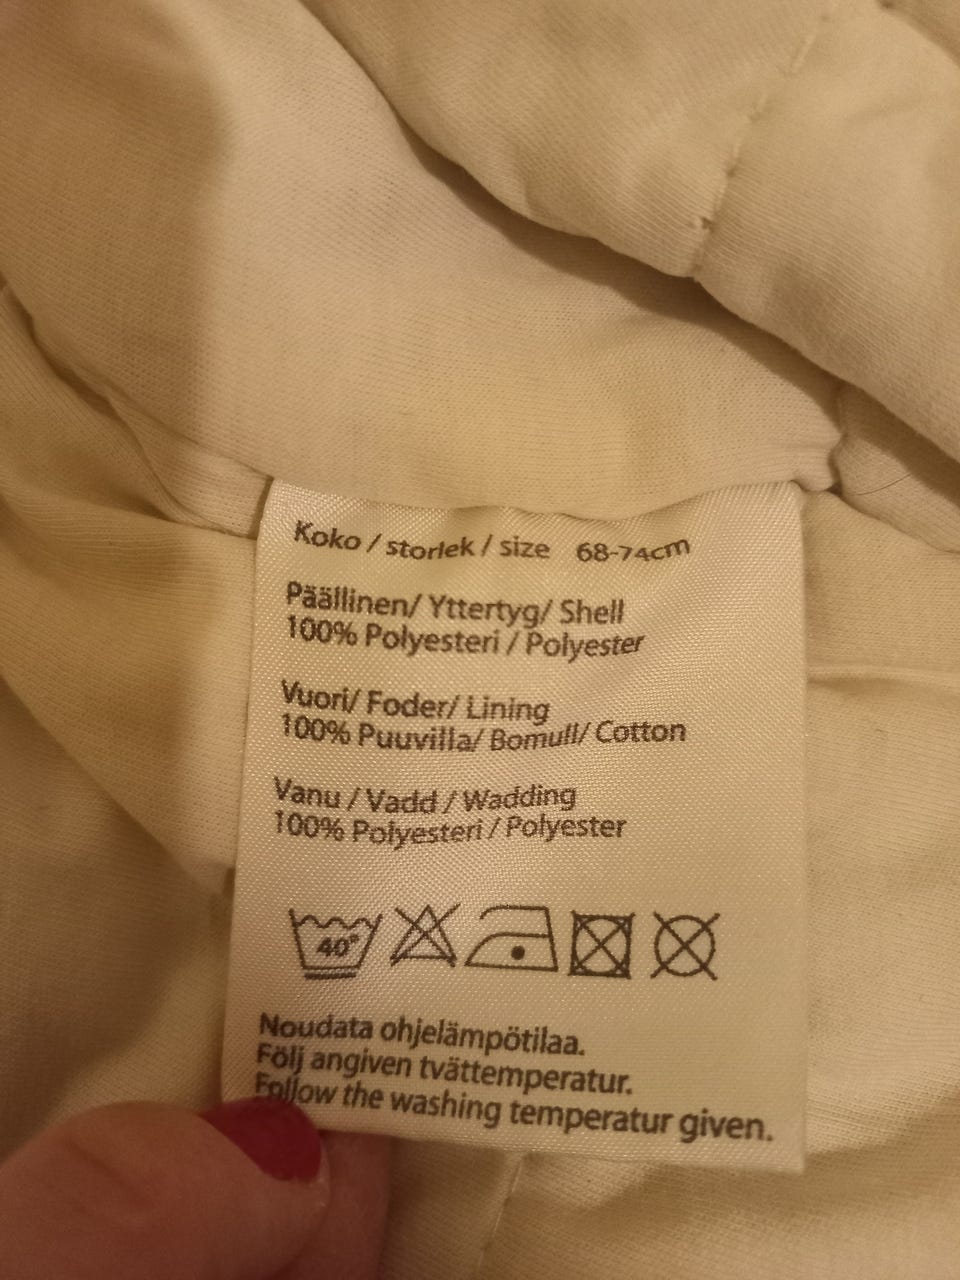 Koko / storlek / size 68-74cm
Päällinen/ Yttertyg/ Shell
100% Polyesteri / Polyester
Vuori/ Foder/ Lining
100% Puuvilla/ Bomull/ Cotton
Vanu / Vadd / Wadding
100% Polyesteri / Polyester
40°
Noudata ohjelämpötilaa.
Följ angiven tvättemperatur.
Follow the washing temperatur given.